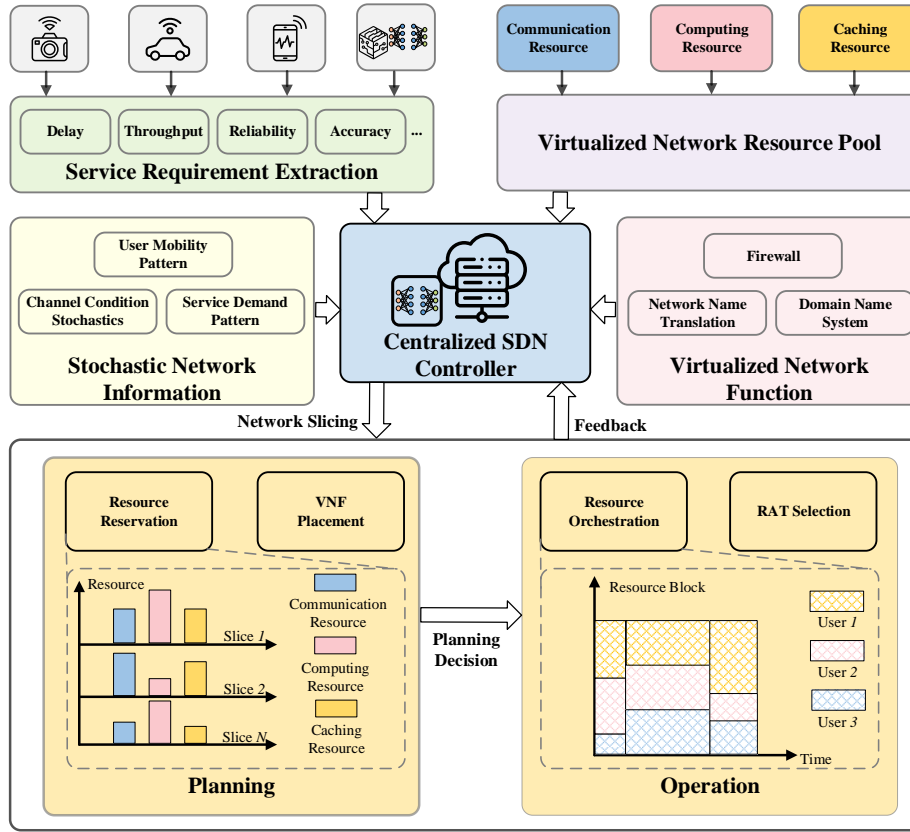 Communication
Resource
Computing
Resource
Caching
Resource
Delay
Throughput
Reliability
Accuracy
...
Service Requirement Extraction
Virtualized Network Resource Pool
User Mobility
Pattern
Channel Condition
Stochastics
Service Demand
Pattern
Stochastic Network
Information
Centralized SDN
Controller
Firewall
Network Name
Translation
Domain Name
System
Virtualized Network
Function
Network Slicing
Feedback
Resource
Reservation
VNF
Placement
Resource
Slice 1
Slice 2
Slice N
Communication
Resource
Computing
Resource
Caching
Resource
Planning
Planning
Decision
Resource
Orchestration
RAT Selection
Resource Block
Time
User 1
User 2
User 3
Operation